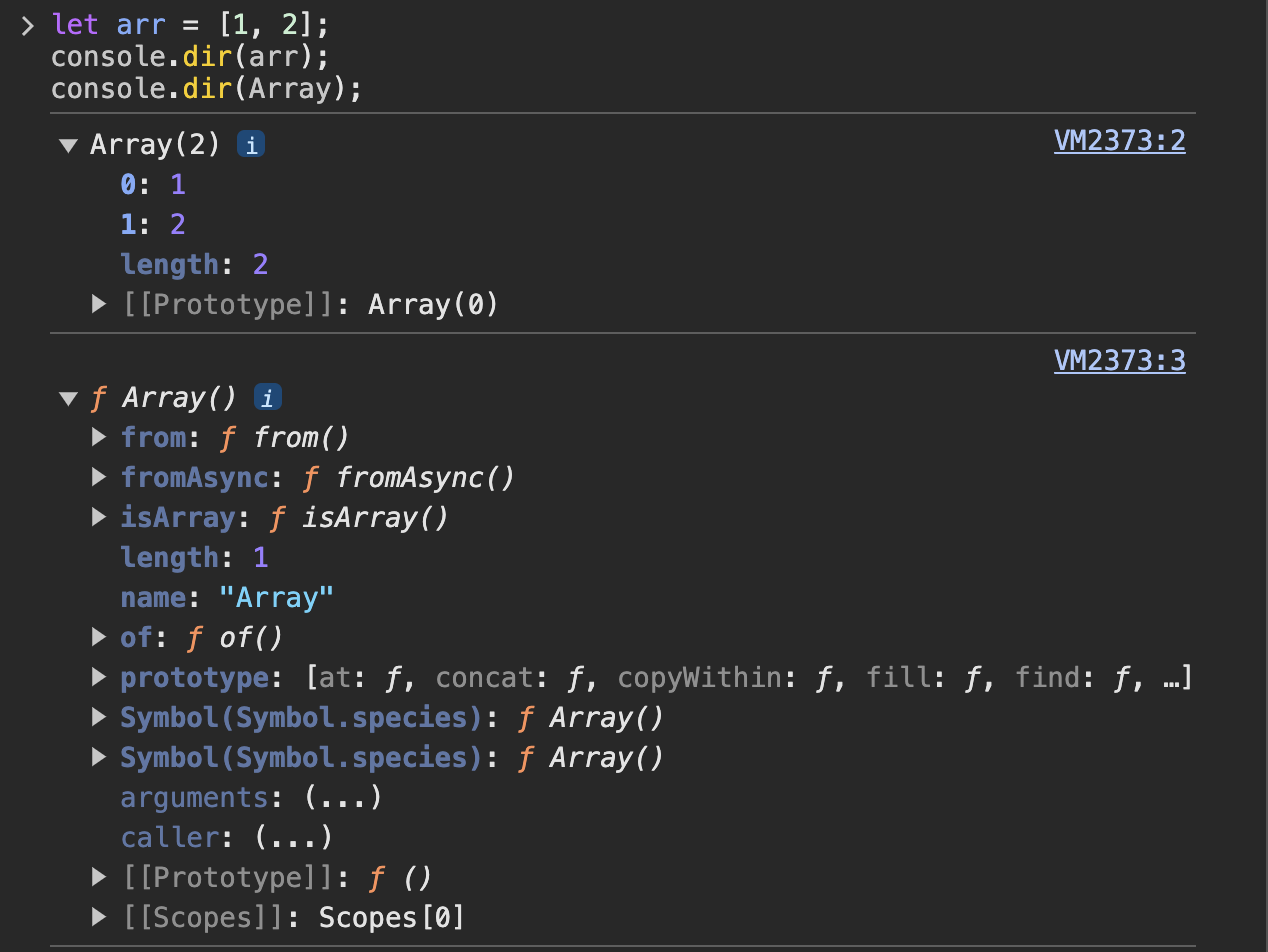 > let arr = [1, 2];
console.dir(arr);
console.dir(Array);
▼ Array(2) i VM2373:2
0: 1
1: 2
length: 2
▶ [[Prototype]]: Array(0)
VM2373:3
▼ ƒ Array() i
▶ from: ƒ from()
▶ fromAsync: ƒ fromAsync()
▶ isArray: ƒ isArray()
length: 1
name: "Array"
▶ of: ƒ of()
▶ prototype: [at: ƒ, concat: ƒ, copyWithin: ƒ, fill: ƒ, find: ƒ, …]
▶ Symbol(Symbol.species): ƒ Array()
▶ Symbol(Symbol.species): ƒ Array()
arguments: (...)
caller: (...)
▶ [[Prototype]]: ƒ ()
▶ [[Scopes]]: Scopes[0]